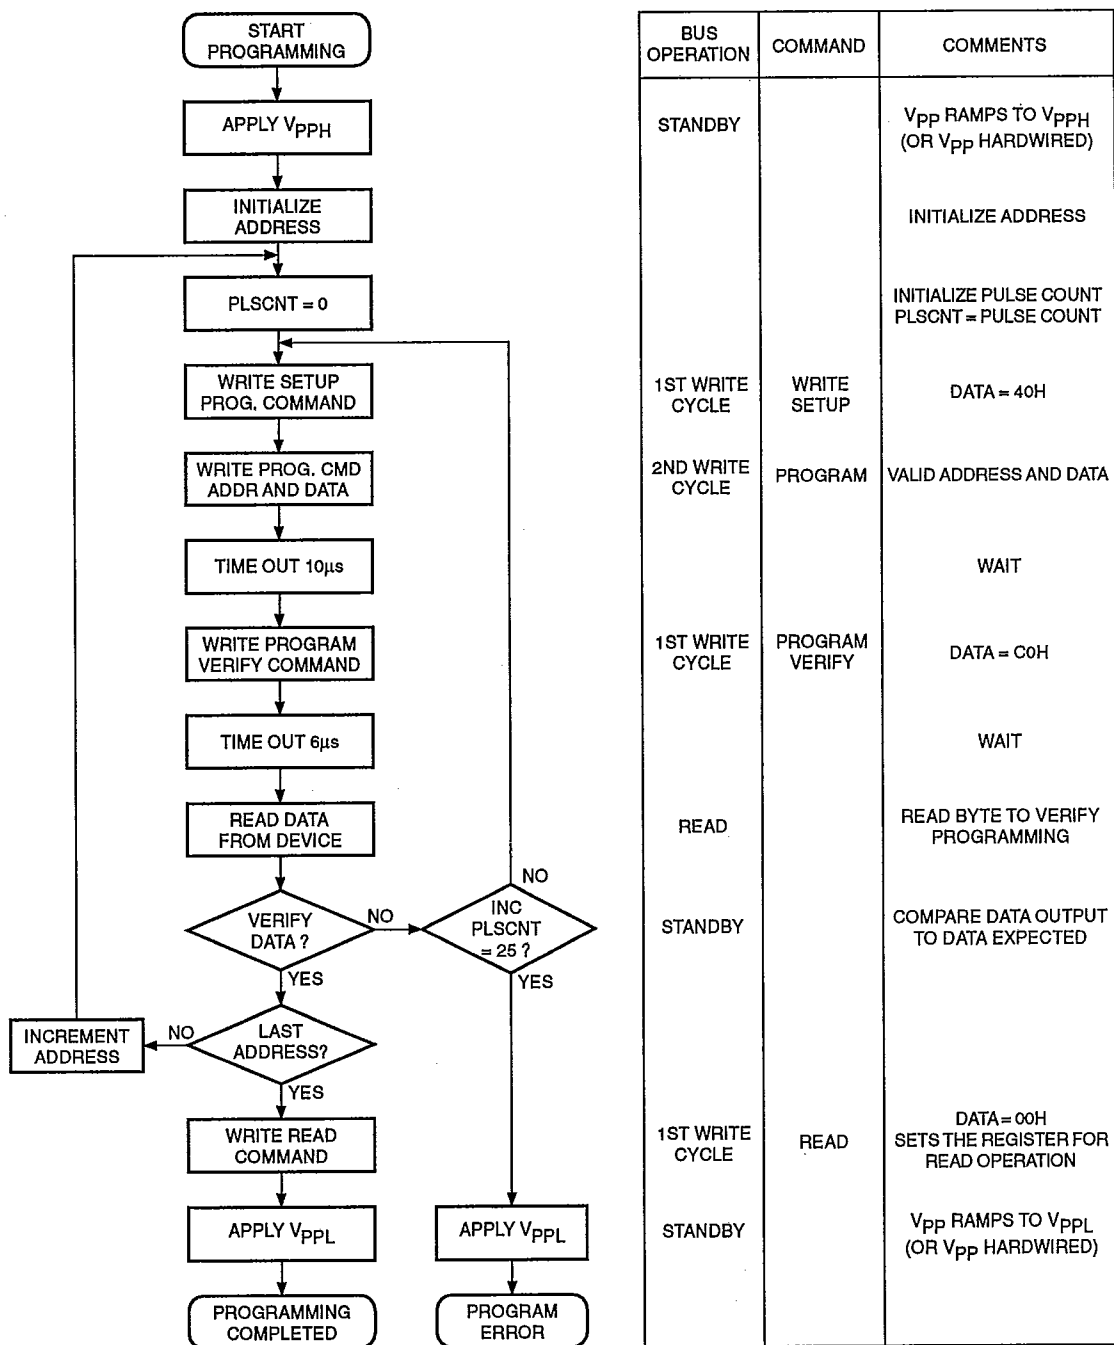 START
PROGRAMMING
APPLY VPPH
INITIALIZE
ADDRESS
PLSCNT = 0
WRITE SETUP
PROG. COMMAND
WRITE PROG. CMD
ADDR AND DATA
TIME OUT 10µs
WRITE PROGRAM
VERIFY COMMAND
TIME OUT 6µs
READ DATA
FROM DEVICE
VERIFY
DATA ?
NO
YES
INC
PLSCNT
= 25 ?
NO
YES
LAST
ADDRESS?
NO
YES
INCREMENT
ADDRESS
WRITE READ
COMMAND
APPLY VPPL
PROGRAMMING
COMPLETED
APPLY VPPL
PROGRAM
ERROR
BUS
OPERATION
COMMAND
COMMENTS
STANDBY
VPP RAMPS TO VPPH
(OR VPP HARDWIRED)
INITIALIZE ADDRESS
INITIALIZE PULSE COUNT
PLSCNT = PULSE COUNT
1ST WRITE
CYCLE
WRITE
SETUP
DATA = 40H
2ND WRITE
CYCLE
PROGRAM
VALID ADDRESS AND DATA
WAIT
1ST WRITE
CYCLE
PROGRAM
VERIFY
DATA = C0H
WAIT
READ
READ BYTE TO VERIFY
PROGRAMMING
STANDBY
COMPARE DATA OUTPUT
TO DATA EXPECTED
1ST WRITE
CYCLE
READ
DATA = 00H
SETS THE REGISTER FOR
READ OPERATION
STANDBY
VPP RAMPS TO VPPL
(OR VPP HARDWIRED)